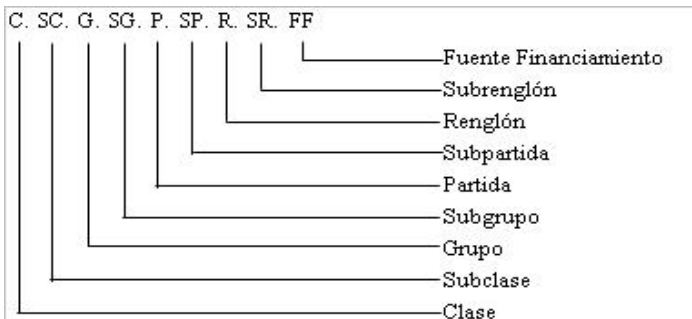 C. SC. G. SG. P. SP. R. SR. FF
Fuente Financiamiento
Subrenglón
Renglón
Subpartida
Partida
Subgrupo
Grupo
Subclase
Clase